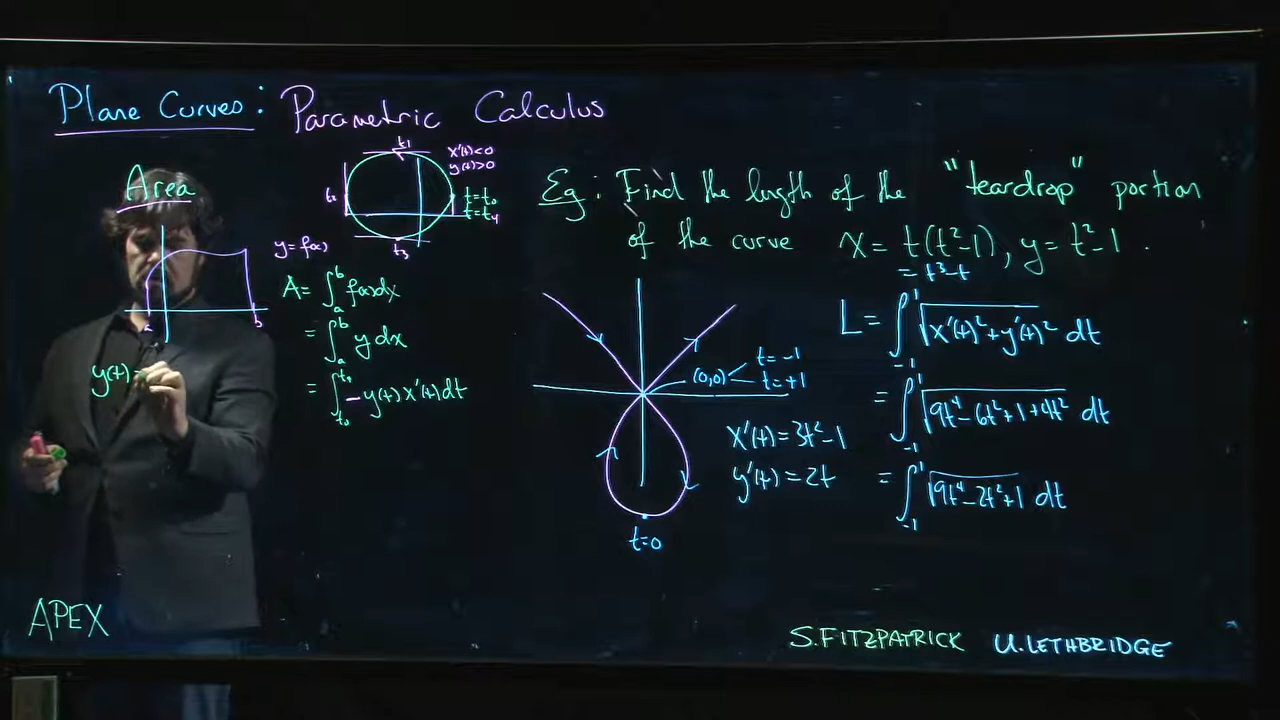 Plane Curves: Parametric Calculus
Area
a
b
y=f(x)
A= ∫_a^b f(x)dx
= ∫_a^b y dx
= ∫_{t_0}^{t_4} -y(t) x'(t) dt
y(t)=
t₁
x'(t)<0
y(t)>0
t₂
t=t₀
t=t₄
t₃
Eg: Find the length of the "teardrop" portion
of the curve x= t(t²-1), y= t²-1.
= t³-t
(0,0)
t=-1
t=+1
t=0
x'(t)=3t²-1
y'(t)=2t
L= ∫_{-1}^{1} √(x'(t)²+y'(t)²) dt
= ∫_{-1}^{1} √(9t⁴-6t²+1+4t²) dt
= ∫_{-1}^{1} √(9t⁴-2t²+1) dt
APEX
S.FITZPATRICK U.LETHBRIDGE